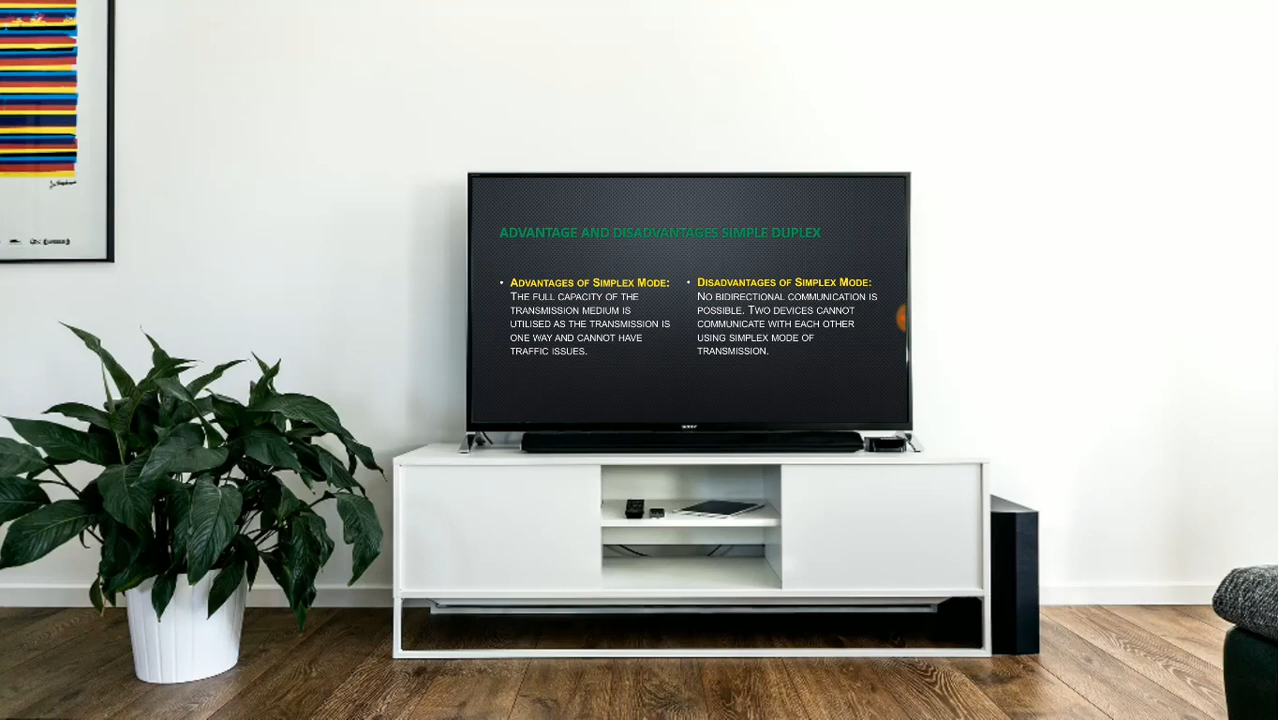 ADVANTAGE AND DISADVANTAGES SIMPLE DUPLEX
• ADVANTAGES OF SIMPLEX MODE:
THE FULL CAPACITY OF THE
TRANSMISSION MEDIUM IS
UTILISED AS THE TRANSMISSION IS
ONE WAY AND CANNOT HAVE
TRAFFIC ISSUES.
• DISADVANTAGES OF SIMPLEX MODE:
NO BIDIRECTIONAL COMMUNICATION IS
POSSIBLE. TWO DEVICES CANNOT
COMMUNICATE WITH EACH OTHER
USING SIMPLEX MODE OF
TRANSMISSION.